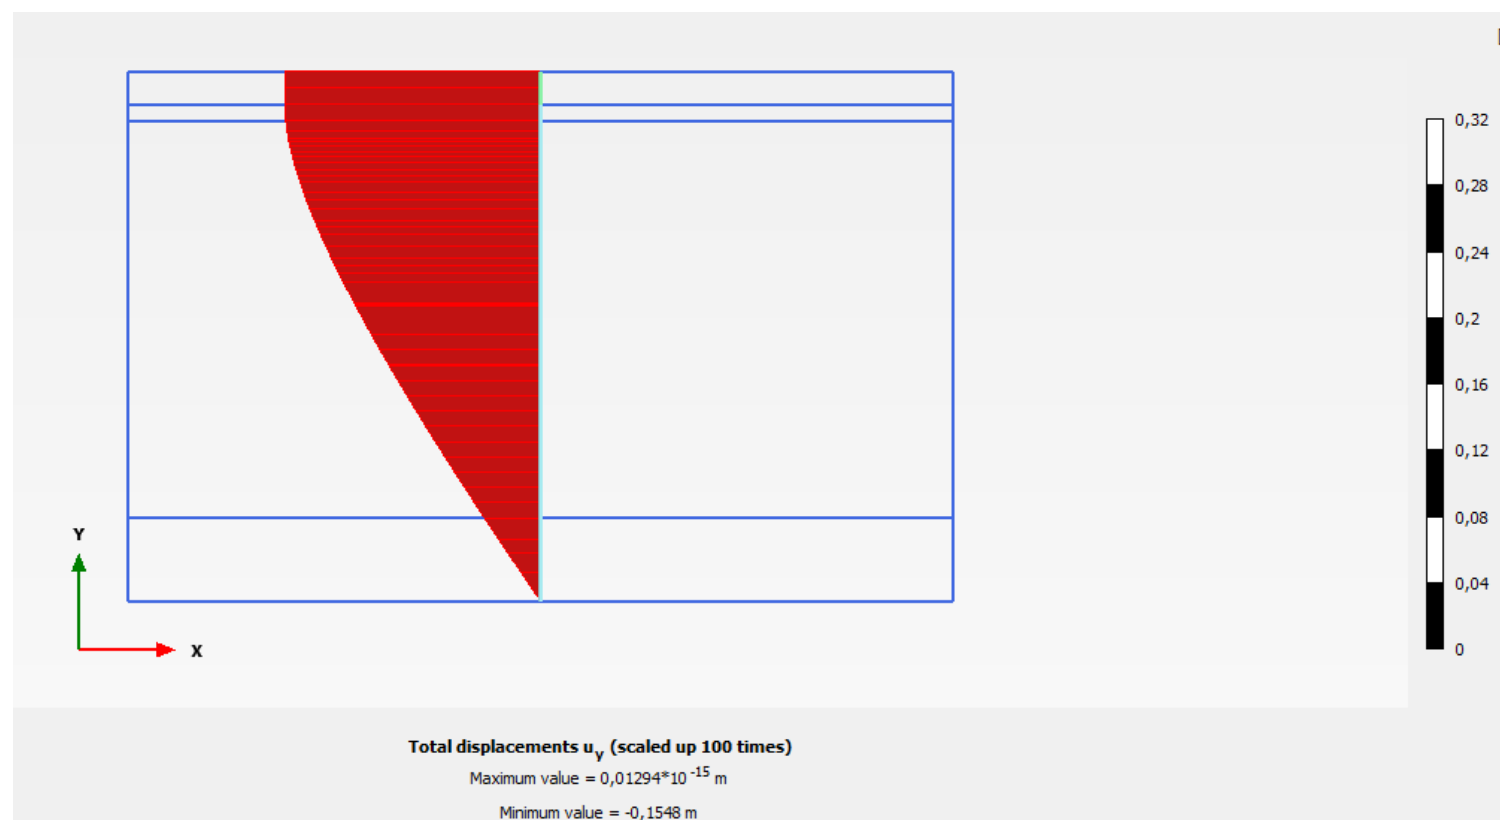 0,32
0,28
0,24
0,2
0,16
0,12
0,08
0,04
0
Y
X
Total displacements uy (scaled up 100 times)
Maximum value = 0,01294*10 -15 m
Minimum value = -0,1548 m